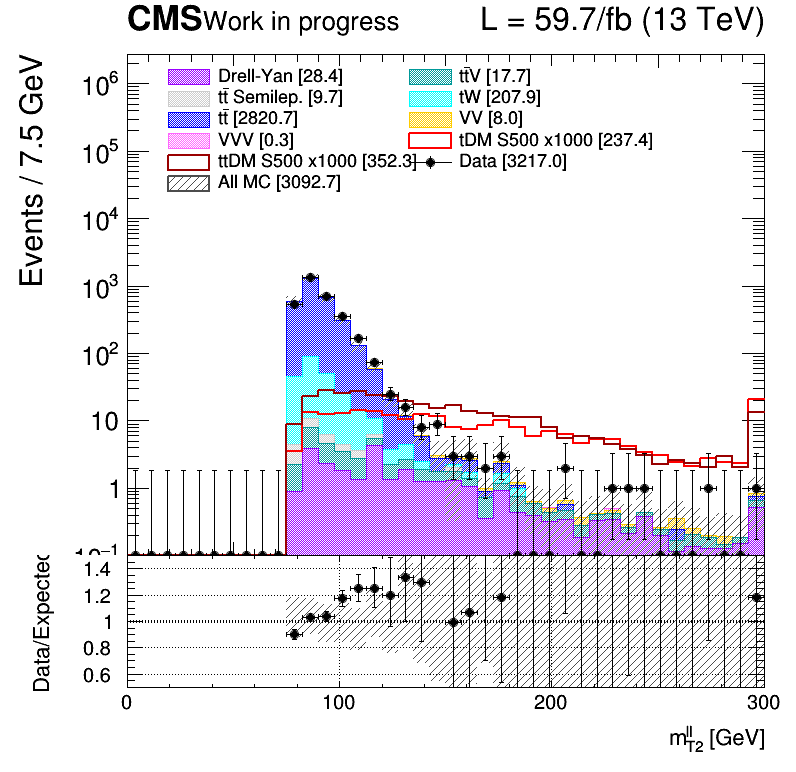 CMS Work in progress L = 59.7/fb (13 TeV)
Events / 7.5 GeV
10⁶
10⁵
10⁴
10³
10²
10
1
10⁻¹
Drell-Yan [28.4]
tt̄V [17.7]
tt̄ Semilep. [9.7]
tW [207.9]
tt̄ [2820.7]
VV [8.0]
VVV [0.3]
tDM S500 x1000 [237.4]
ttDM S500 x1000 [352.3]
Data [3217.0]
All MC [3092.7]
Data/Expected
1.4
1.2
1
0.8
0.6
0 100 200 300
m_T2^ll [GeV]